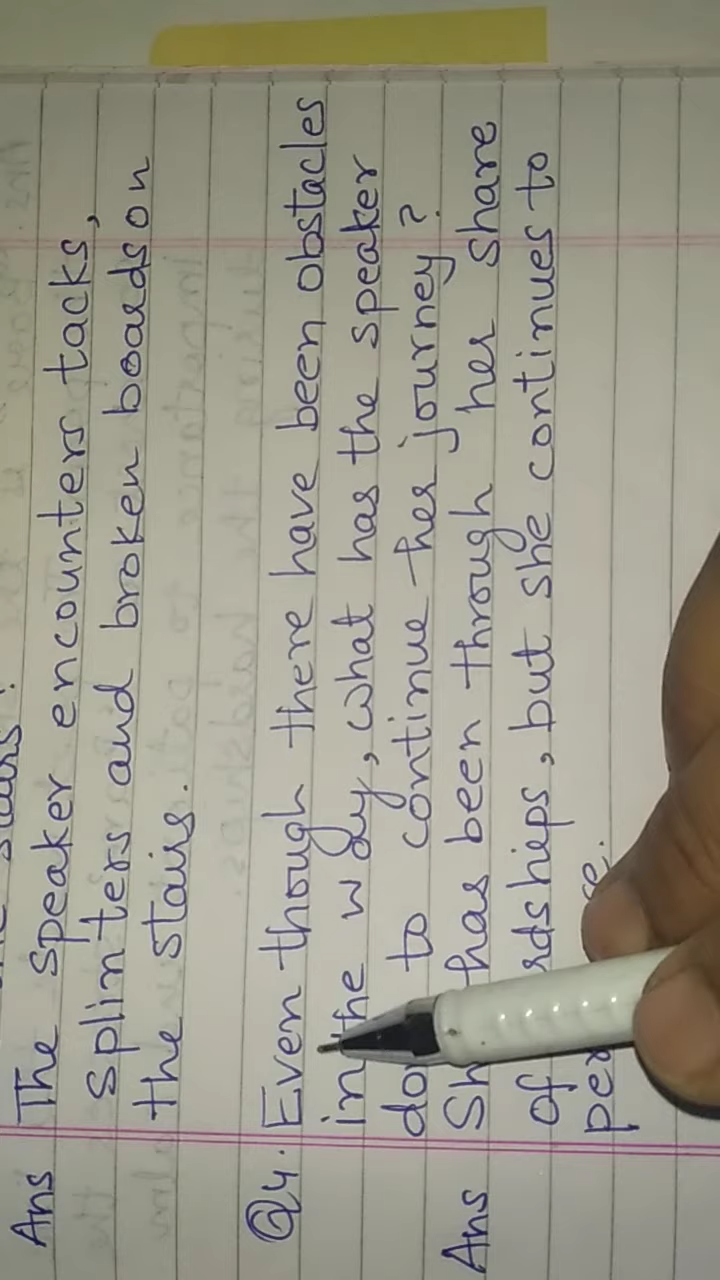 the stairs?
Ans The speaker encounters tacks,
splinters and broken boards on
the stairs.
Q4. Even though there have been obstacles
in the way, what has the speaker
to continue her journey?
Ans has been through her share
of , but she continues to